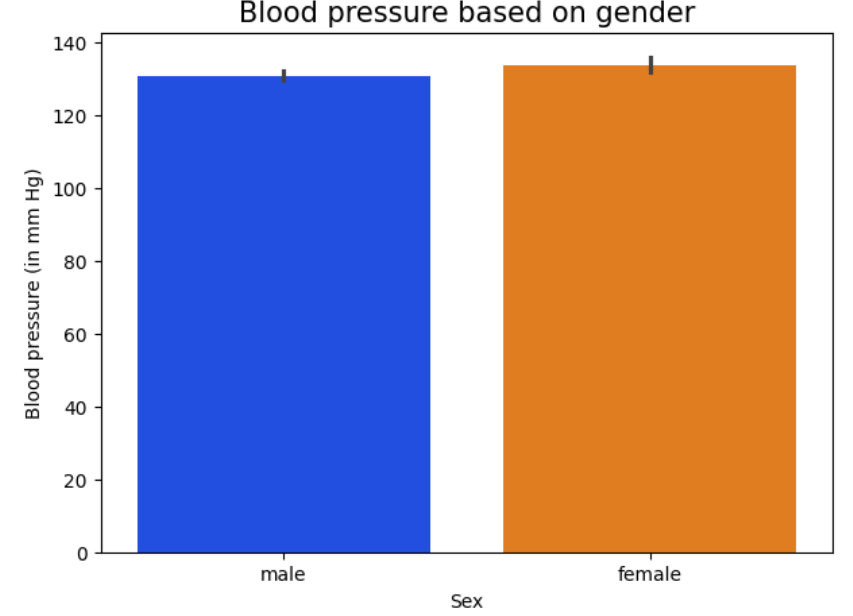 Blood pressure based on gender
140
120
100
80
60
40
20
0
Blood pressure (in mm Hg)
male female
Sex